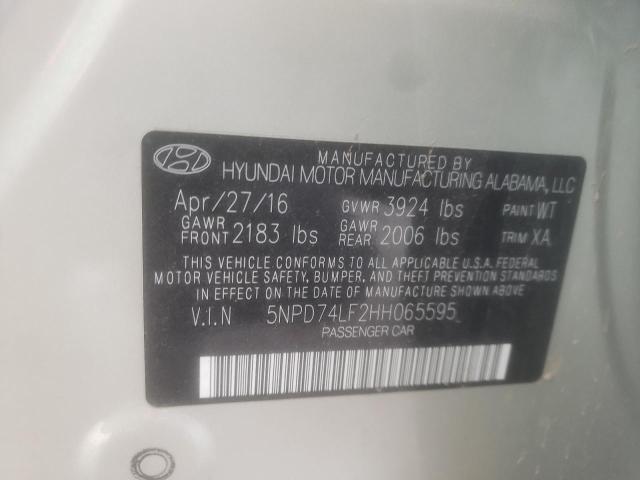 MANUFACTURED BY
HYUNDAI MOTOR MANUFACTURING ALABAMA, LLC
Apr/27/16 GVWR 3924 lbs PAINT WT
GAWR FRONT 2183 lbs GAWR REAR 2006 lbs TRIM XA
THIS VEHICLE CONFORMS TO ALL APPLICABLE U.S.A. FEDERAL
MOTOR VEHICLE SAFETY, BUMPER, AND THEFT PREVENTION STANDARDS
IN EFFECT ON THE DATE OF MANUFACTURE SHOWN ABOVE.
V.I.N 5NPD74LF2HH065595
PASSENGER CAR